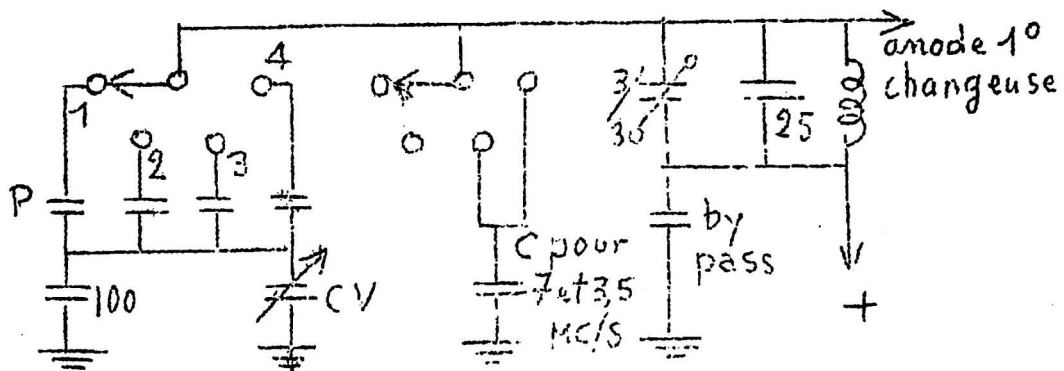 anode 1º
changeuse
1
4
2
3
P
3/
30
25
100
CV
C pour
7 et 3,5
MC/S
by
pass
+